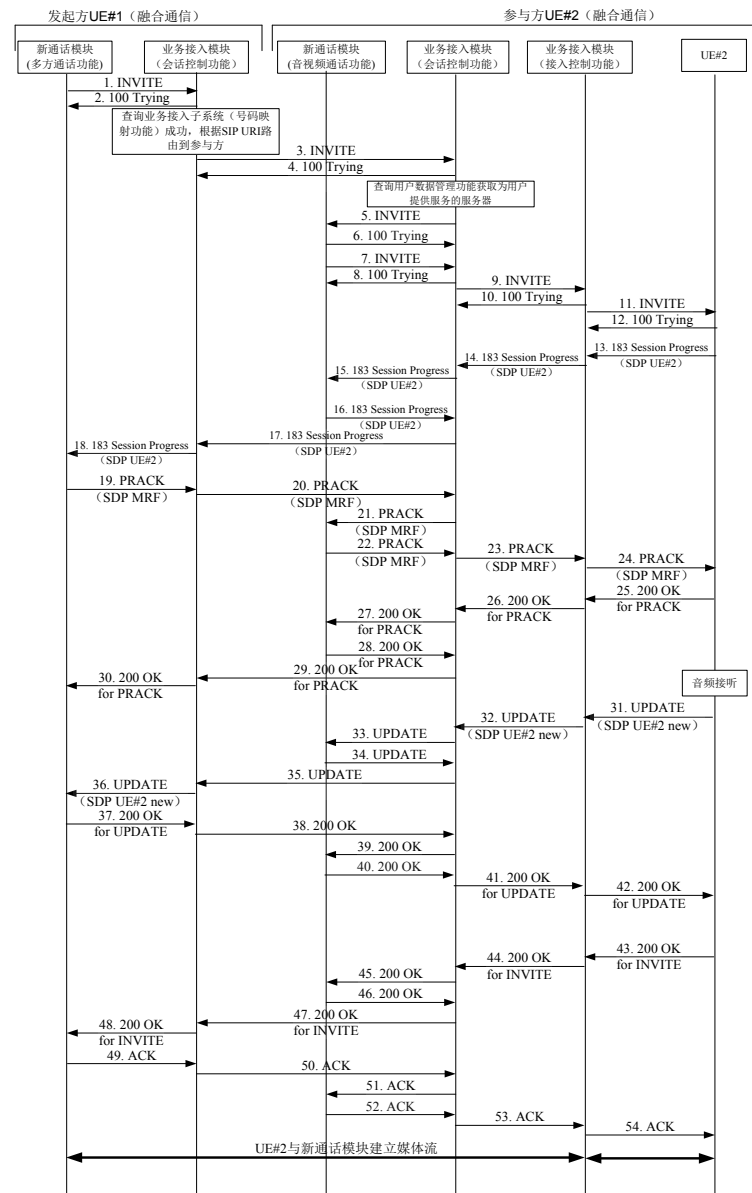 发起方UE#1（融合通信）
参与方UE#2（融合通信）
新通话模块
(多方通话功能)
业务接入模块
（会话控制功能）
新通话模块
(音视频通话功能)
业务接入模块
（会话控制功能）
业务接入模块
（接入控制功能）
UE#2
1. INVITE
2. 100 Trying
查询业务接入子系统（号码映
射功能）成功，根据SIP URI路
由到参与方
3. INVITE
4. 100 Trying
查询用户数据管理功能获取为用户
提供服务的服务器
5. INVITE
6. 100 Trying
7. INVITE
8. 100 Trying
9. INVITE
10. 100 Trying
11. INVITE
12. 100 Trying
13. 183 Session Progress
（SDP UE#2）
14. 183 Session Progress
（SDP UE#2）
15. 183 Session Progress
（SDP UE#2）
16. 183 Session Progress
（SDP UE#2）
17. 183 Session Progress
（SDP UE#2）
18. 183 Session Progress
（SDP UE#2）
19. PRACK
（SDP MRF）
20. PRACK
（SDP MRF）
21. PRACK
（SDP MRF）
22. PRACK
（SDP MRF）
23. PRACK
（SDP MRF）
24. PRACK
（SDP MRF）
25. 200 OK
for PRACK
26. 200 OK
for PRACK
27. 200 OK
for PRACK
28. 200 OK
for PRACK
29. 200 OK
for PRACK
30. 200 OK
for PRACK
音频接听
31. UPDATE
（SDP UE#2 new）
32. UPDATE
（SDP UE#2 new）
33. UPDATE
34. UPDATE
35. UPDATE
36. UPDATE
（SDP UE#2 new）
37. 200 OK
for UPDATE
38. 200 OK
39. 200 OK
40. 200 OK
41. 200 OK
for UPDATE
42. 200 OK
for UPDATE
43. 200 OK
for INVITE
44. 200 OK
for INVITE
45. 200 OK
46. 200 OK
47. 200 OK
for INVITE
48. 200 OK
for INVITE
49. ACK
50. ACK
51. ACK
52. ACK
53. ACK
54. ACK
UE#2与新通话模块建立媒体流